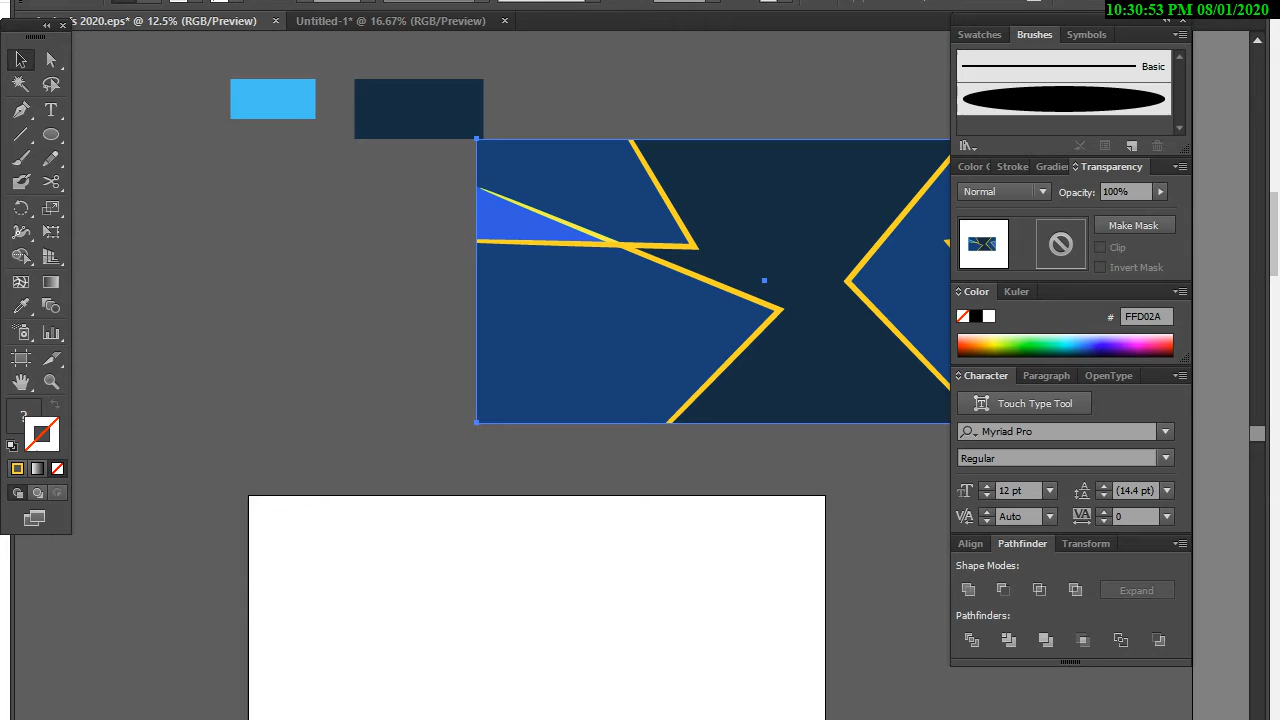 10:30:53 PM 08/01/2020
s 2020.eps* @ 12.5% (RGB/Preview) ×
Untitled-1* @ 16.67% (RGB/Preview) ×
Swatches Brushes Symbols
Basic
Color Stroke Gradien Transparency
Normal Opacity: 100%
Make Mask
Clip
Invert Mask
Color Kuler
# FFD02A
Character Paragraph OpenType
Touch Type Tool
Myriad Pro
Regular
12 pt (14.4 pt)
Auto 0
Align Pathfinder Transform
Shape Modes:
Expand
Pathfinders:
?